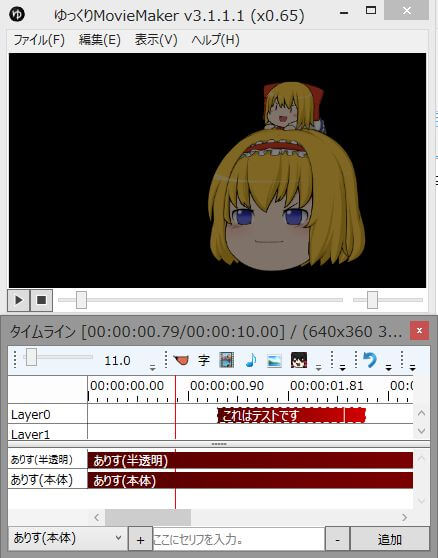 ゆ ゆっくりMovieMaker v3.1.1.1 (x0.65)
ファイル(F) 編集(E) 表示(V) ヘルプ(H)
タイムライン [00:00:00.79/00:00:10.00] / (640x360 3...
11.0 字
00:00:00.00 00:00:00.90 00:00:01.81 00:0
Layer0 これはテストです
Layer1
ありす(半透明) ありす(半透明)
ありす(本体) ありす(本体)
ありす(本体) + ここにセリフを入力。 - 追加